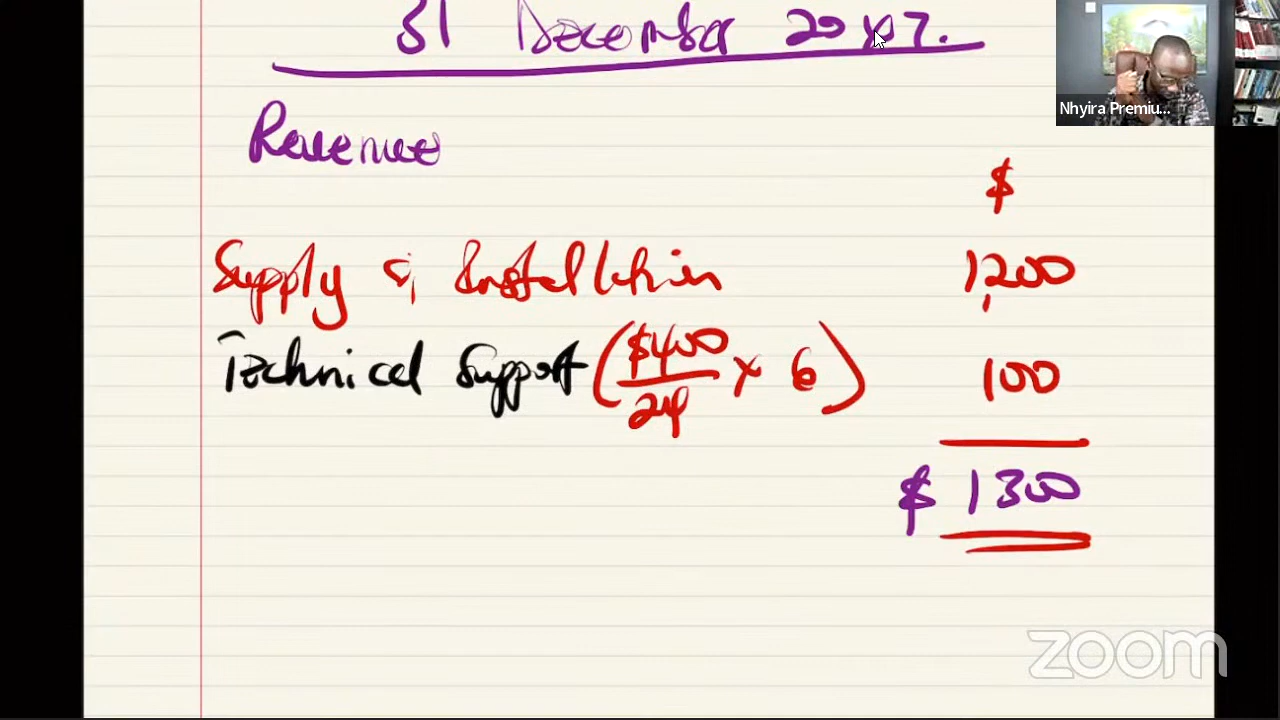 31 December 20x7.
Nhyira Premiu...
Revenue
$
Supply & Installation 1,200
Technical Support ($400/24 x 6) 100
$ 1300
zoom